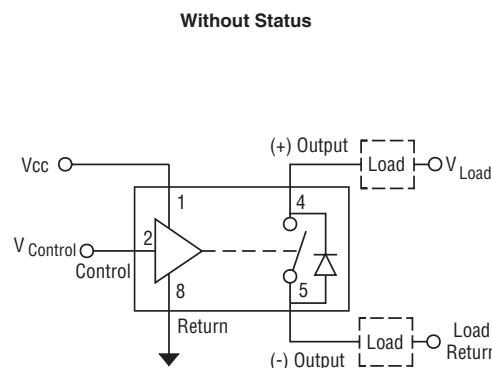 Without Status
(+) Output
Load
V Load
Vcc
1
4
V Control
2
Control
8
5
Return
Load
Load
Return
(-) Output